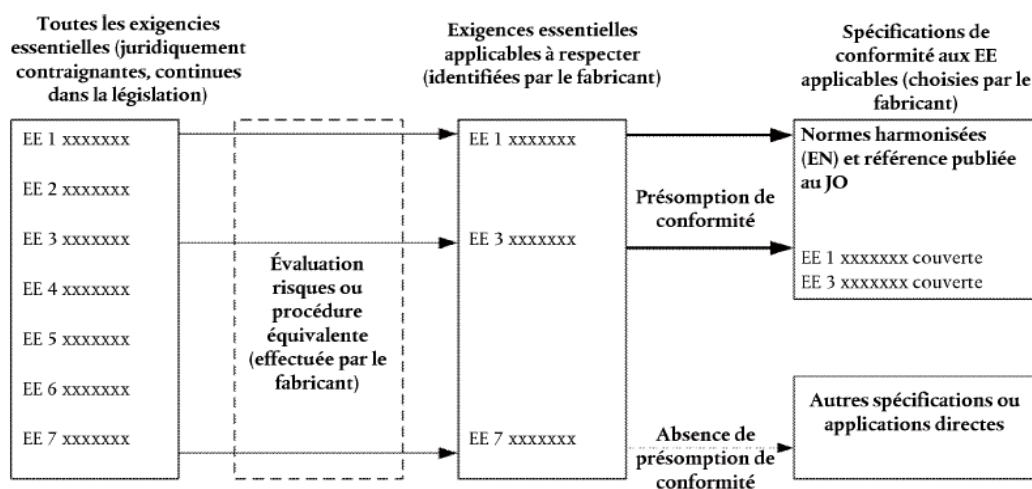 Toutes les exigencies
essentielles (juridiquement
contraignantes, continues
dans la législation)
EE 1 xxxxxxx
EE 2 xxxxxxx
EE 3 xxxxxxx
EE 4 xxxxxxx
EE 5 xxxxxxx
EE 6 xxxxxxx
EE 7 xxxxxxx
Évaluation
risques ou
procédure
équivalente
(effectuée par le
fabricant)
Exigences essentielles
applicables à respecter
(identifiées par le fabricant)
EE 1 xxxxxxx
EE 3 xxxxxxx
EE 7 xxxxxxx
Présomption de
conformité
Absence de
présomption de
conformité
Spécifications de
conformité aux EE
applicables (choisies par le
fabricant)
Normes harmonisées
(EN) et référence publiée
au JO
EE 1 xxxxxxx couverte
EE 3 xxxxxxx couverte
Autres spécifications ou
applications directes